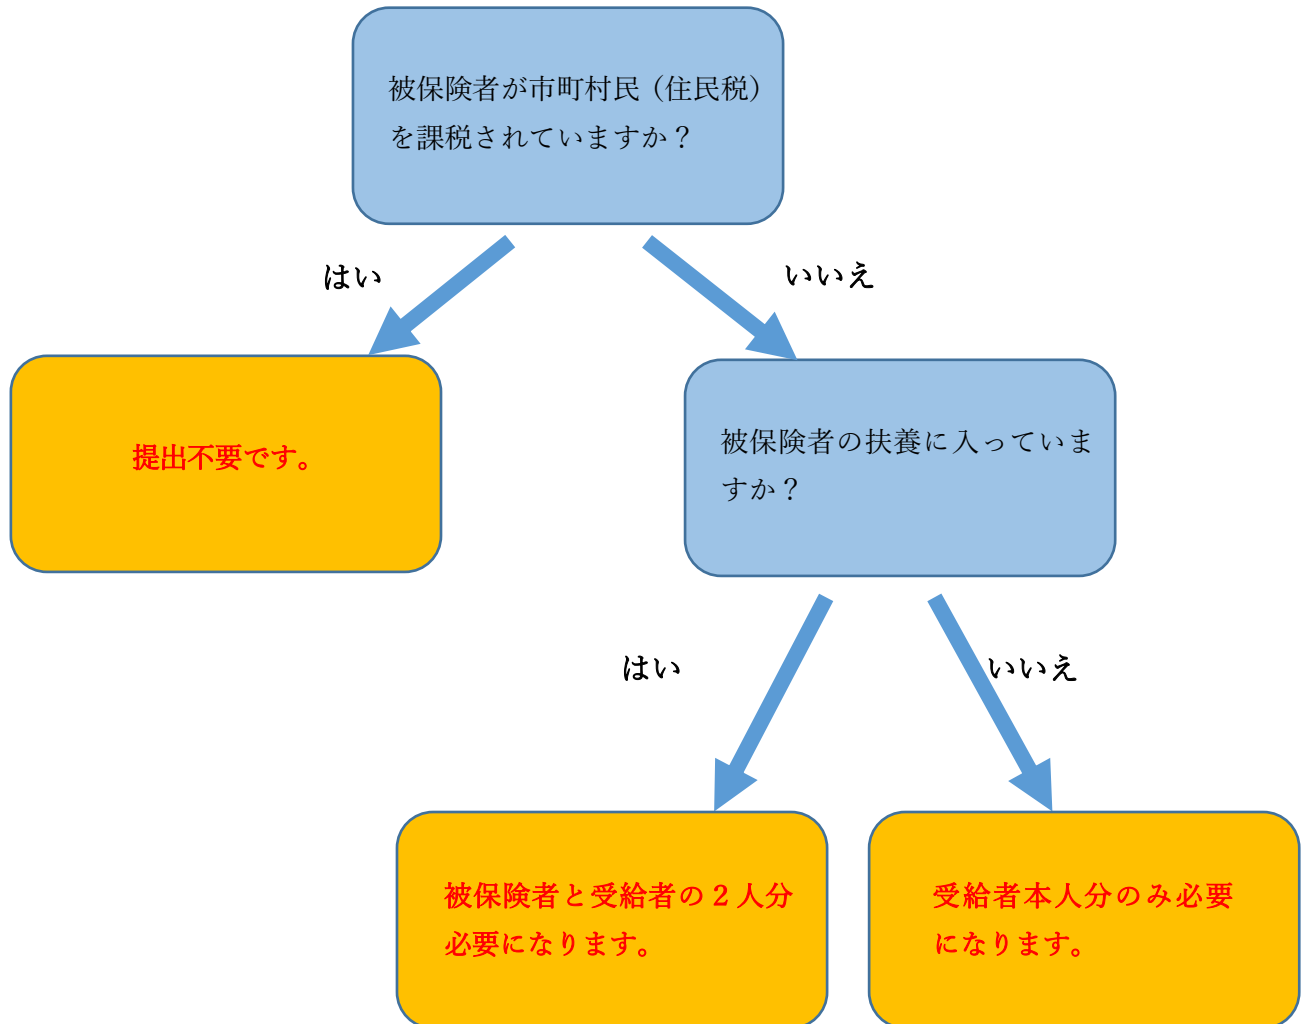 被保険者が市町村民（住民税）
を課税されていますか？
はい
いいえ
提出不要です。
被保険者の扶養に入っていま
すか？
はい
いいえ
被保険者と受給者の２人分
必要になります。
受給者本人分のみ必要
になります。